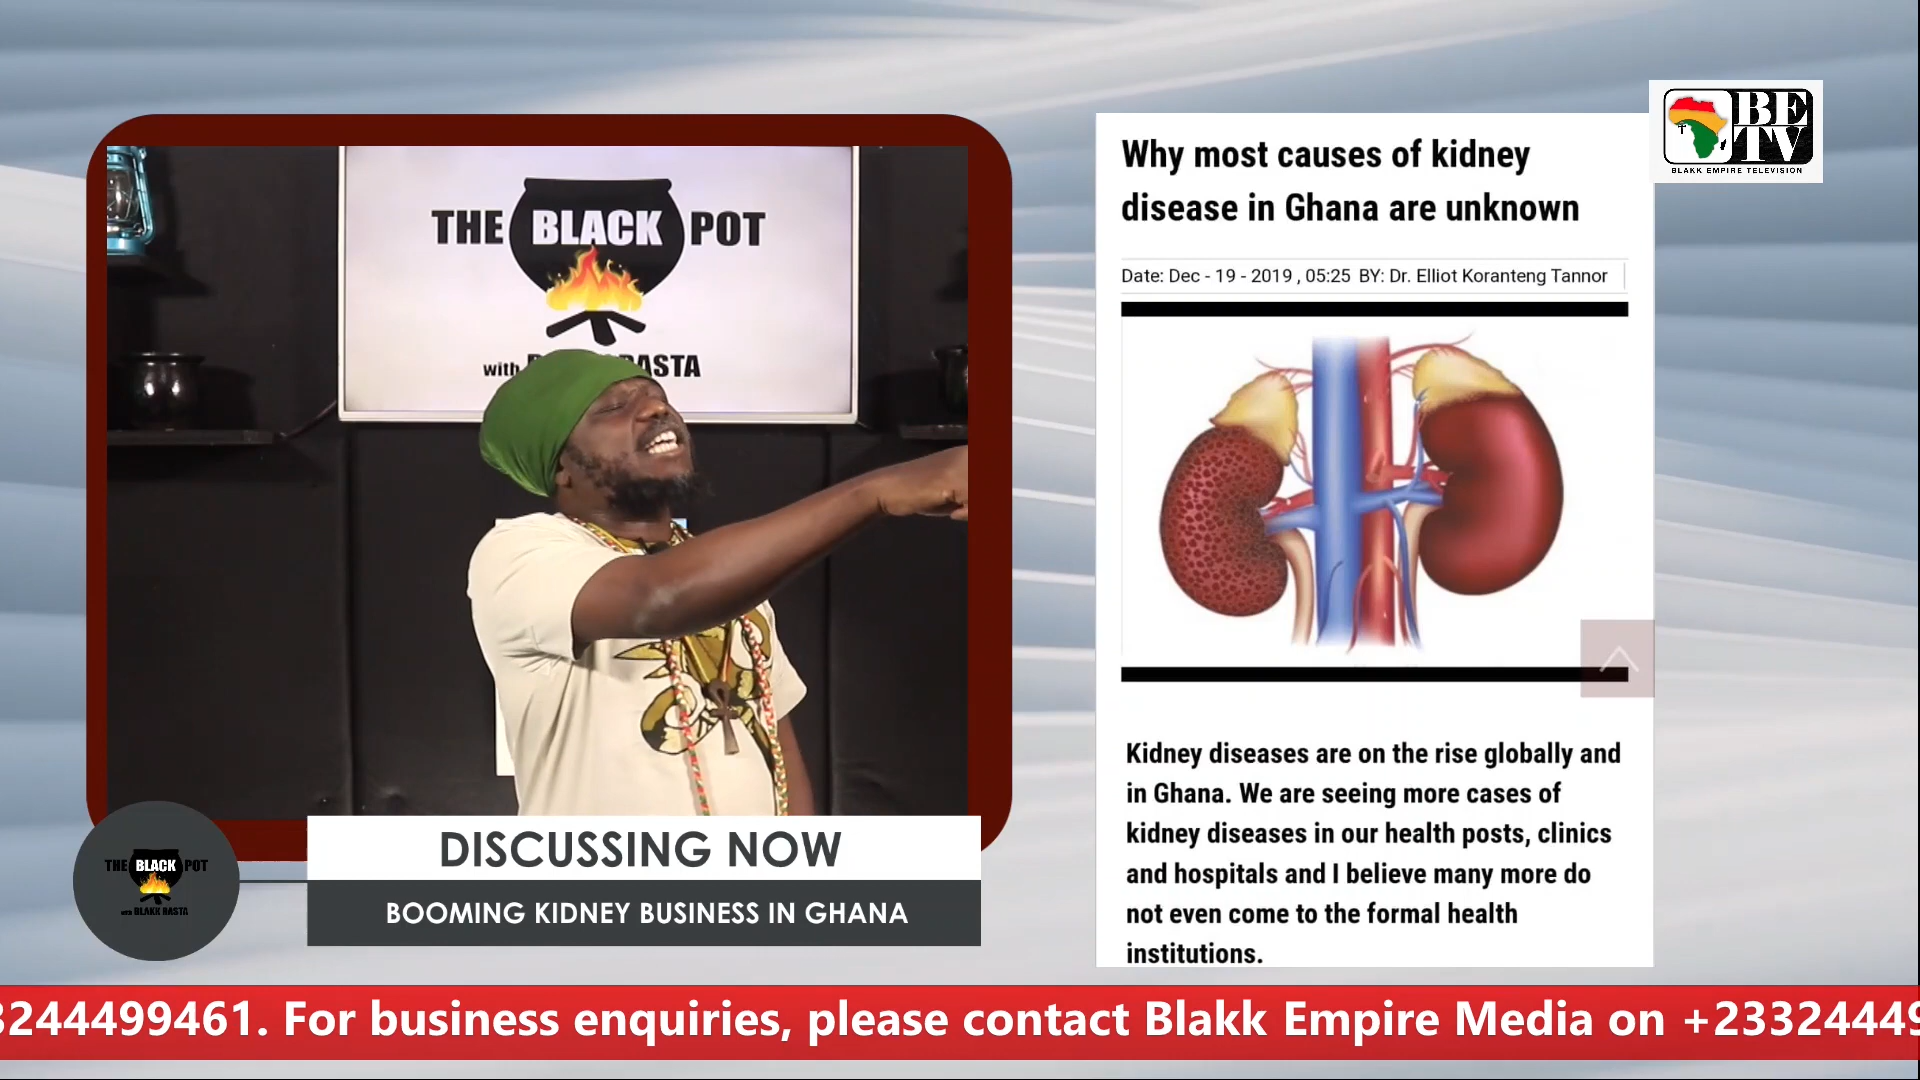 THE BLACK POT
with RASTA
DISCUSSING NOW
BOOMING KIDNEY BUSINESS IN GHANA
THE BLACK POT
with BLAKK RASTA
BE
TV
BLAKK EMPIRE TELEVISION
Why most causes of kidney
disease in Ghana are unknown
Date: Dec - 19 - 2019 , 05:25 BY: Dr. Elliot Koranteng Tannor
Kidney diseases are on the rise globally and
in Ghana. We are seeing more cases of
kidney diseases in our health posts, clinics
and hospitals and I believe many more do
not even come to the formal health
institutions.
3244499461. For business enquiries, please contact Blakk Empire Media on +23324449